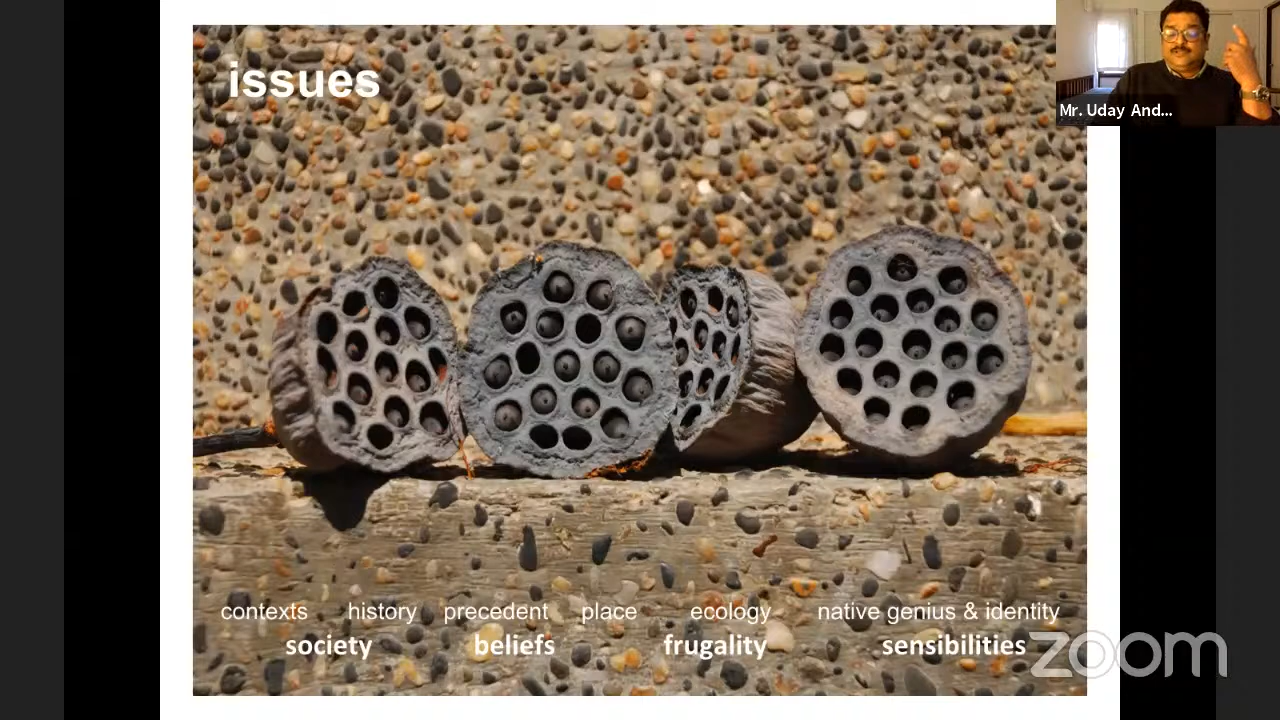 issues
Mr. Uday And...
contexts history precedent place ecology native genius & identity
society beliefs frugality sensibilities
zoom